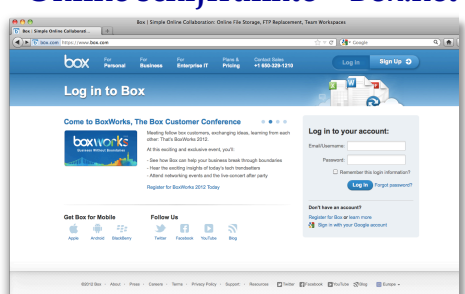 Box | Simple Online Collaboration: Online File Storage, FTP Replacement, Team Workspaces
Box | Simple Online Collaborati...
box.com https://www.box.com
Google
box
For Personal
For Business
For Enterprise IT
Plans & Pricing
Contact Sales +1 650-329-1210
Log in
Sign Up
Log in to Box
Come to BoxWorks, The Box Customer Conference
boxworks
Business Without Boundaries
Meeting fellow box customers, exchanging ideas, learning from each
other: That's BoxWorks 2012.
At this exciting and exclusive event, you'll:
- See how Box can help your business break through boundaries
- Hear the exciting insights of today's tech trendsetters
- Attend networking events and the live concert after party
Register for BoxWorks 2012 Today
Log in to your account:
Email/Username:
Password:
Remember this login information?
Log in Forgot password?
Don't have an account?
Register for Box or learn more
Sign in with your Google account
Get Box for Mobile
Apple Android BlackBerry
Follow Us
Twitter Facebook YouTube Blog
©2012 Box · About · Press · Careers · Terms · Privacy Policy · Support · Resources Twitter Facebook YouTube Blog Europe